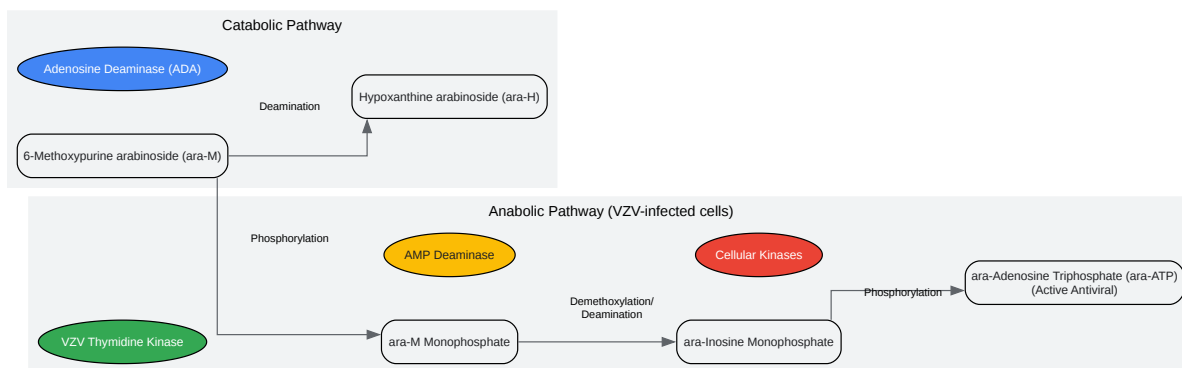 Catabolic Pathway
Adenosine Deaminase (ADA)
Hypoxanthine arabinoside (ara-H)
Deamination
6-Methoxypurine arabinoside (ara-M)
Anabolic Pathway (VZV-infected cells)
Phosphorylation
AMP Deaminase
Cellular Kinases
ara-Adenosine Triphosphate (ara-ATP)
(Active Antiviral)
Phosphorylation
Demethoxylation/
Deamination
VZV Thymidine Kinase
ara-M Monophosphate
ara-Inosine Monophosphate